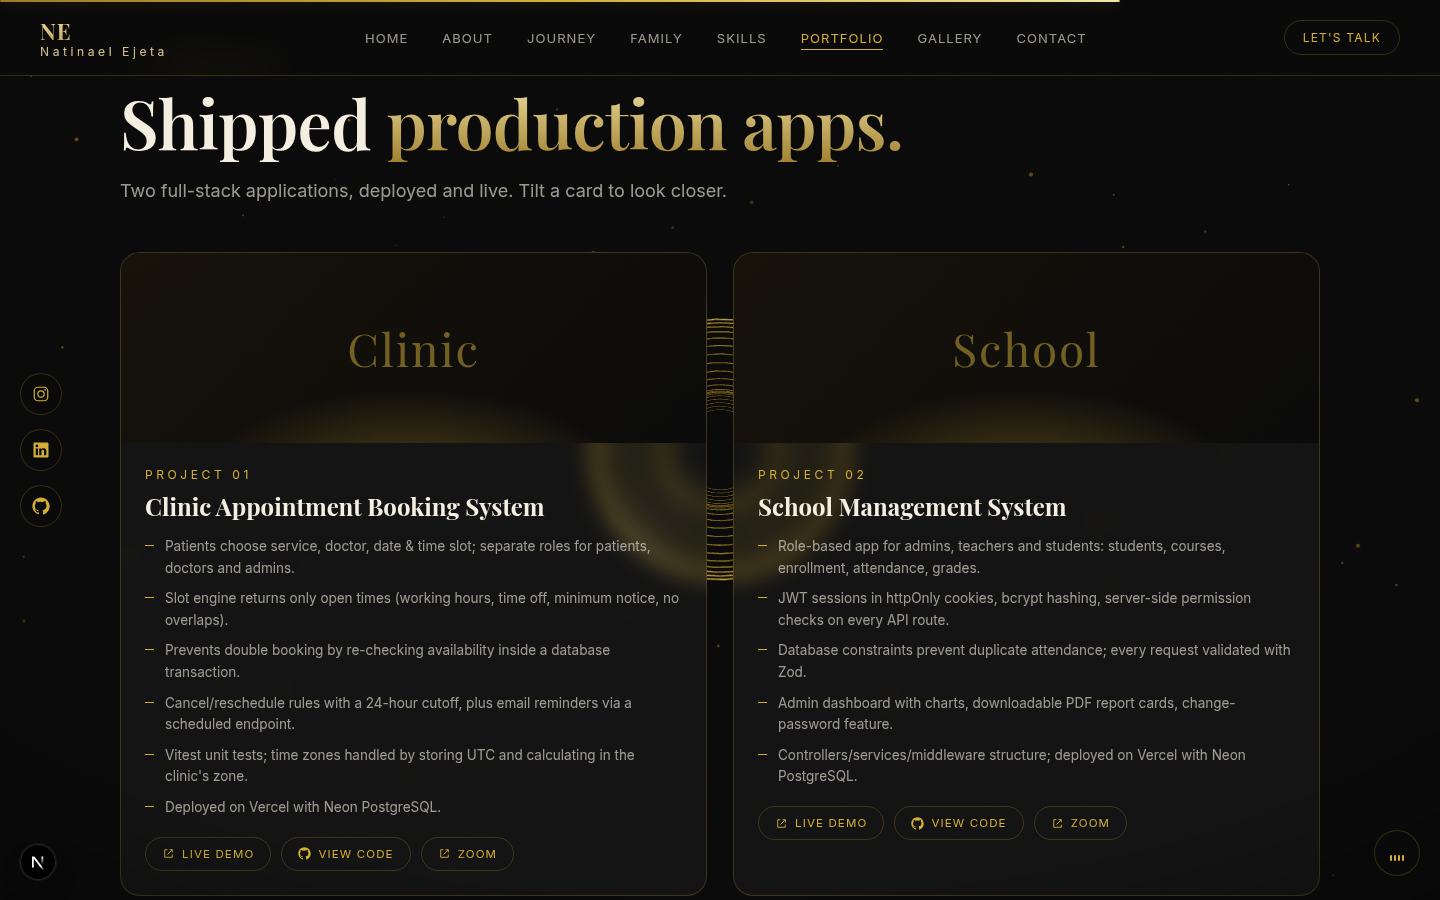 NE
Natinael Ejeta
HOME ABOUT JOURNEY FAMILY SKILLS PORTFOLIO GALLERY CONTACT
LET'S TALK
Shipped production apps.
Two full-stack applications, deployed and live. Tilt a card to look closer.
Clinic
PROJECT 01
Clinic Appointment Booking System
Patients choose service, doctor, date & time slot; separate roles for patients,
doctors and admins.
Slot engine returns only open times (working hours, time off, minimum notice, no
overlaps).
Prevents double booking by re-checking availability inside a database
transaction.
Cancel/reschedule rules with a 24-hour cutoff, plus email reminders via a
scheduled endpoint.
Vitest unit tests; time zones handled by storing UTC and calculating in the
clinic's zone.
Deployed on Vercel with Neon PostgreSQL.
LIVE DEMO VIEW CODE ZOOM
School
PROJECT 02
School Management System
Role-based app for admins, teachers and students: students, courses,
enrollment, attendance, grades.
JWT sessions in httpOnly cookies, bcrypt hashing, server-side permission
checks on every API route.
Database constraints prevent duplicate attendance; every request validated with
Zod.
Admin dashboard with charts, downloadable PDF report cards, change-
password feature.
Controllers/services/middleware structure; deployed on Vercel with Neon
PostgreSQL.
LIVE DEMO VIEW CODE ZOOM
N